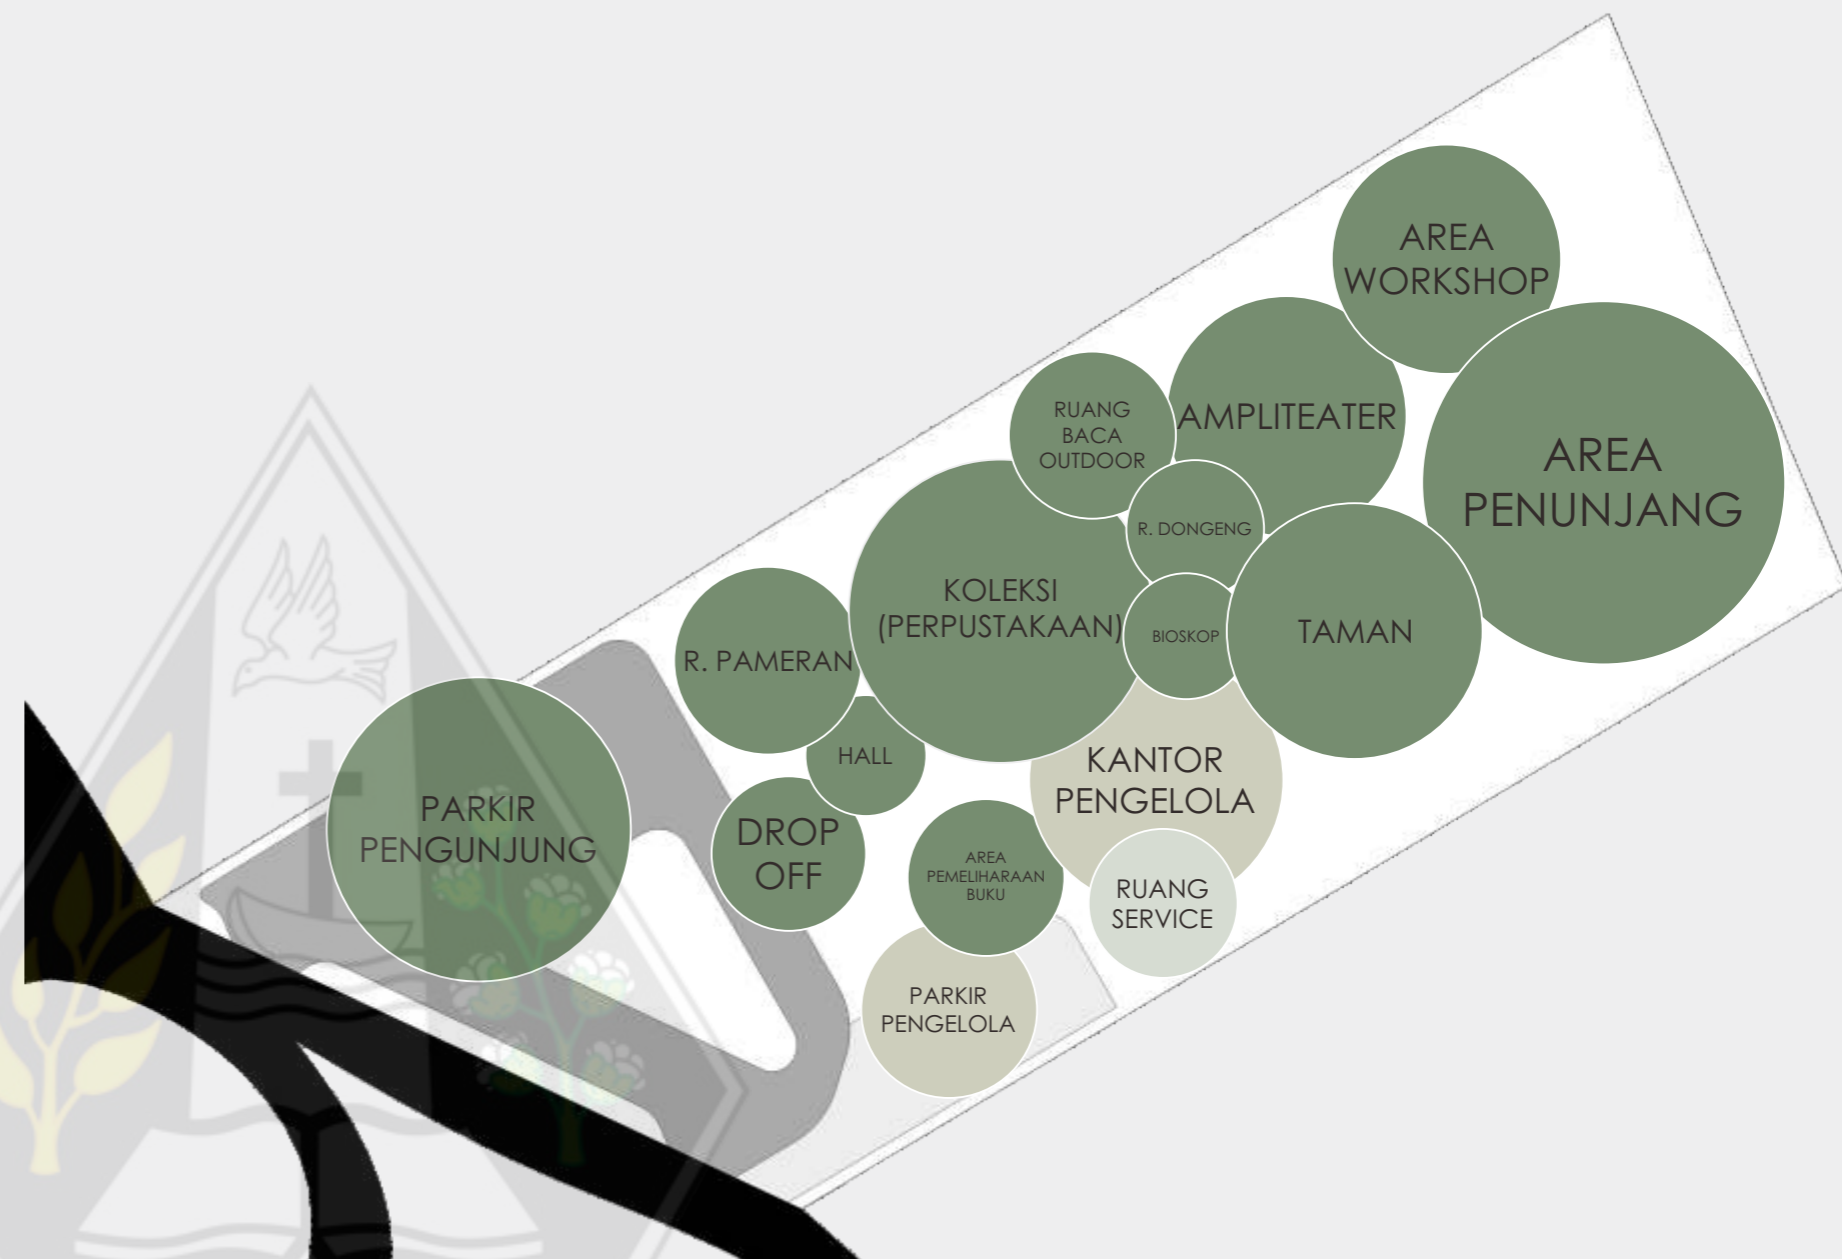 AREA
WORKSHOP
AMPLITEATER
RUANG
BACA
OUTDOOR
AREA
PENUNJANG
R. DONGENG
KOLEKSI
(PERPUSTAKAAN)
BIOSKOP
TAMAN
R. PAMERAN
HALL
KANTOR
PENGELOLA
PARKIR
PENGUNJUNG
DROP
OFF
AREA
PEMELIHARAAN
BUKU
RUANG
SERVICE
PARKIR
PENGELOLA